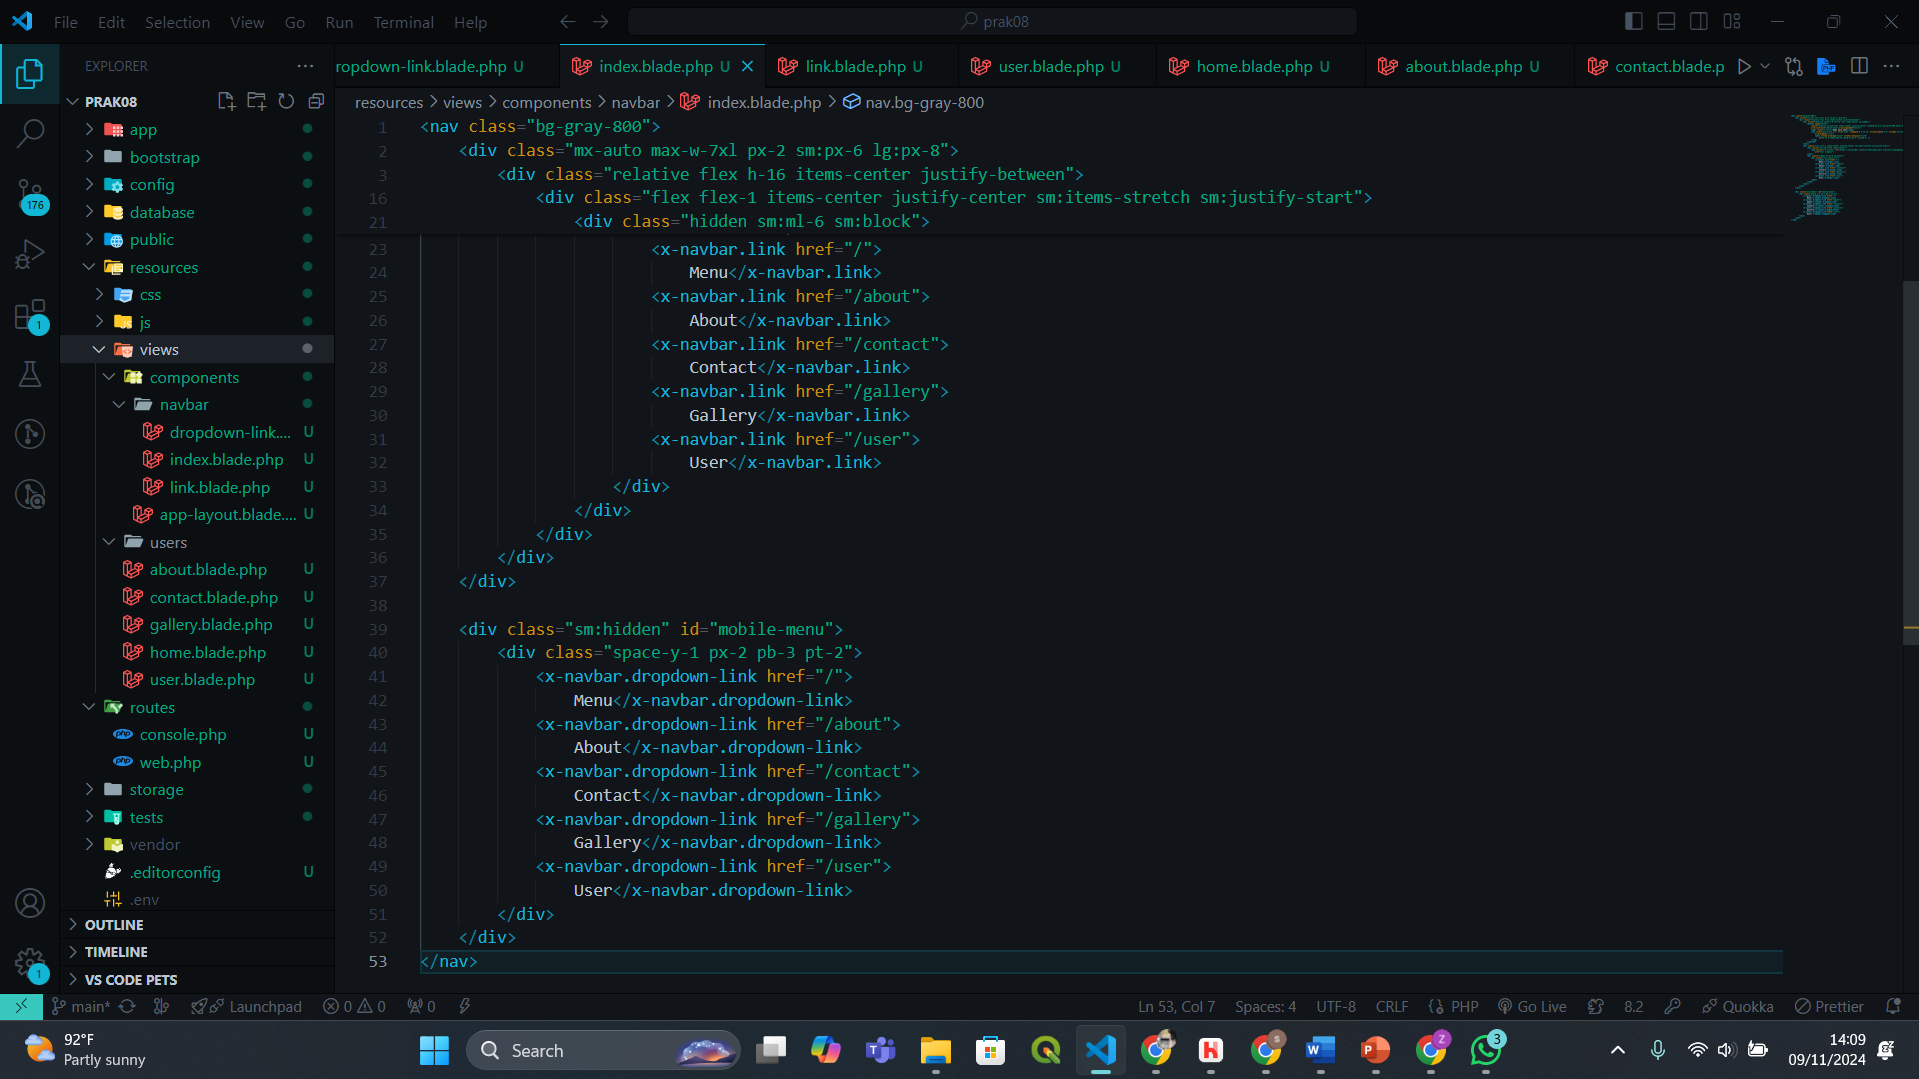 File Edit Selection View Go Run Terminal Help
prak08
EXPLORER
ropdown-link.blade.php U
index.blade.php U
link.blade.php U
user.blade.php U
home.blade.php U
about.blade.php U
contact.blade.p
PRAK08
resources > views > components > navbar > index.blade.php > nav.bg-gray-800
app
bootstrap
config
database
public
resources
css
js
views
components
navbar
dropdown-link.... U
index.blade.php U
link.blade.php U
app-layout.blade.... U
users
about.blade.php U
contact.blade.php U
gallery.blade.php U
home.blade.php U
user.blade.php U
routes
console.php U
web.php U
storage
tests
vendor
.editorconfig U
.env
OUTLINE
TIMELINE
VS CODE PETS
176
1
1
1 <nav class="bg-gray-800">
2 <div class="mx-auto max-w-7xl px-2 sm:px-6 lg:px-8">
3 <div class="relative flex h-16 items-center justify-between">
16 <div class="flex flex-1 items-center justify-center sm:items-stretch sm:justify-start">
21 <div class="hidden sm:ml-6 sm:block">
23 <x-navbar.link href="/">
24 Menu</x-navbar.link>
25 <x-navbar.link href="/about">
26 About</x-navbar.link>
27 <x-navbar.link href="/contact">
28 Contact</x-navbar.link>
29 <x-navbar.link href="/gallery">
30 Gallery</x-navbar.link>
31 <x-navbar.link href="/user">
32 User</x-navbar.link>
33 </div>
34 </div>
35 </div>
36 </div>
37 </div>
38
39 <div class="sm:hidden" id="mobile-menu">
40 <div class="space-y-1 px-2 pb-3 pt-2">
41 <x-navbar.dropdown-link href="/">
42 Menu</x-navbar.dropdown-link>
43 <x-navbar.dropdown-link href="/about">
44 About</x-navbar.dropdown-link>
45 <x-navbar.dropdown-link href="/contact">
46 Contact</x-navbar.dropdown-link>
47 <x-navbar.dropdown-link href="/gallery">
48 Gallery</x-navbar.dropdown-link>
49 <x-navbar.dropdown-link href="/user">
50 User</x-navbar.dropdown-link>
51 </div>
52 </div>
53 </nav>
main* Launchpad 0 0 0 Ln 53, Col 7 Spaces: 4 UTF-8 CRLF PHP Go Live 8.2 Quokka Prettier
92°F
Partly sunny
Search
3
14:09
09/11/2024